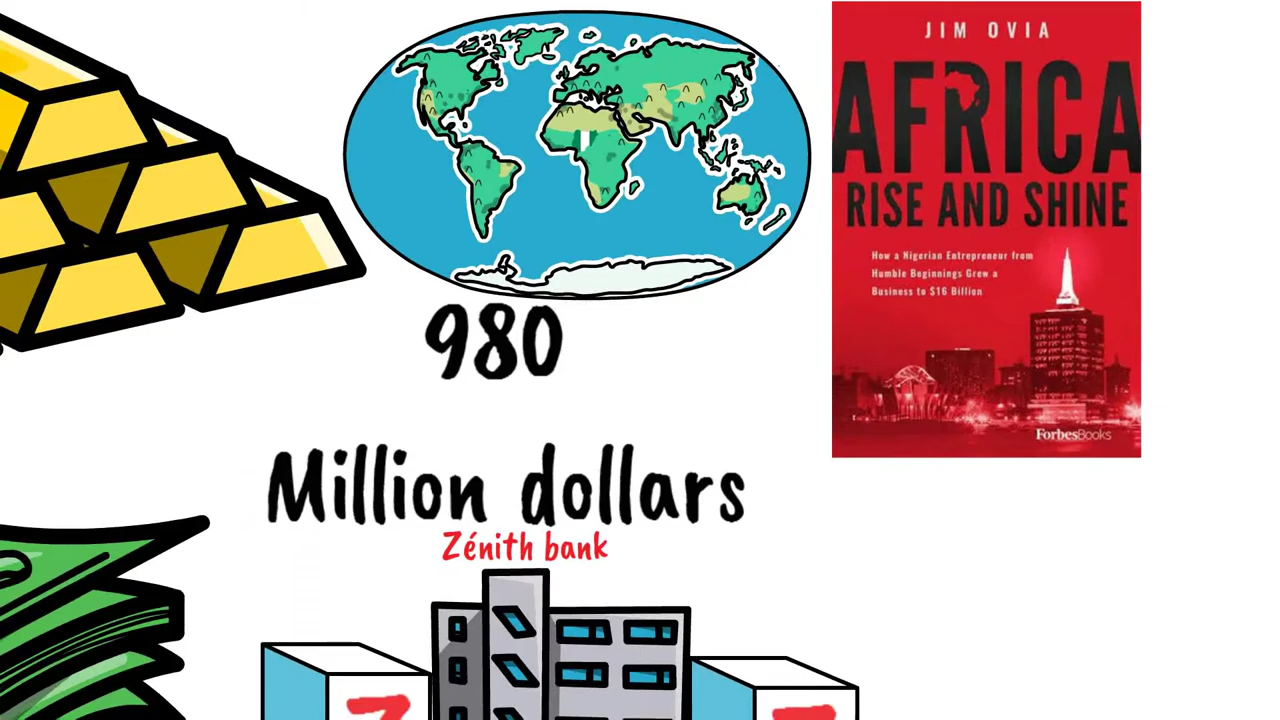 JIM OVIA
AFRICA
RISE AND SHINE
How a Nigerian Entrepreneur from
Humble Beginnings Grew a
Business to $16 Billion
ForbesBooks
980
Million dollars
Zénith bank